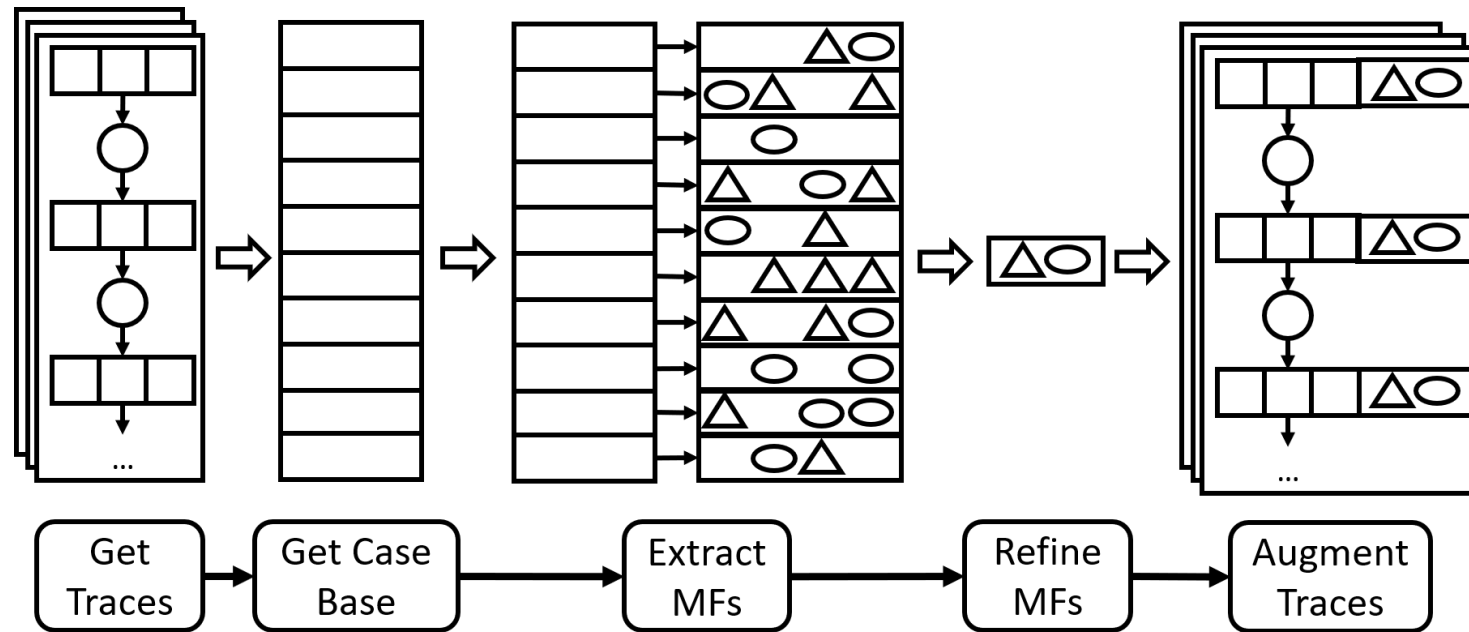 ...
...
Get
Traces
Get Case
Base
Extract
MFs
Refine
MFs
Augment
Traces